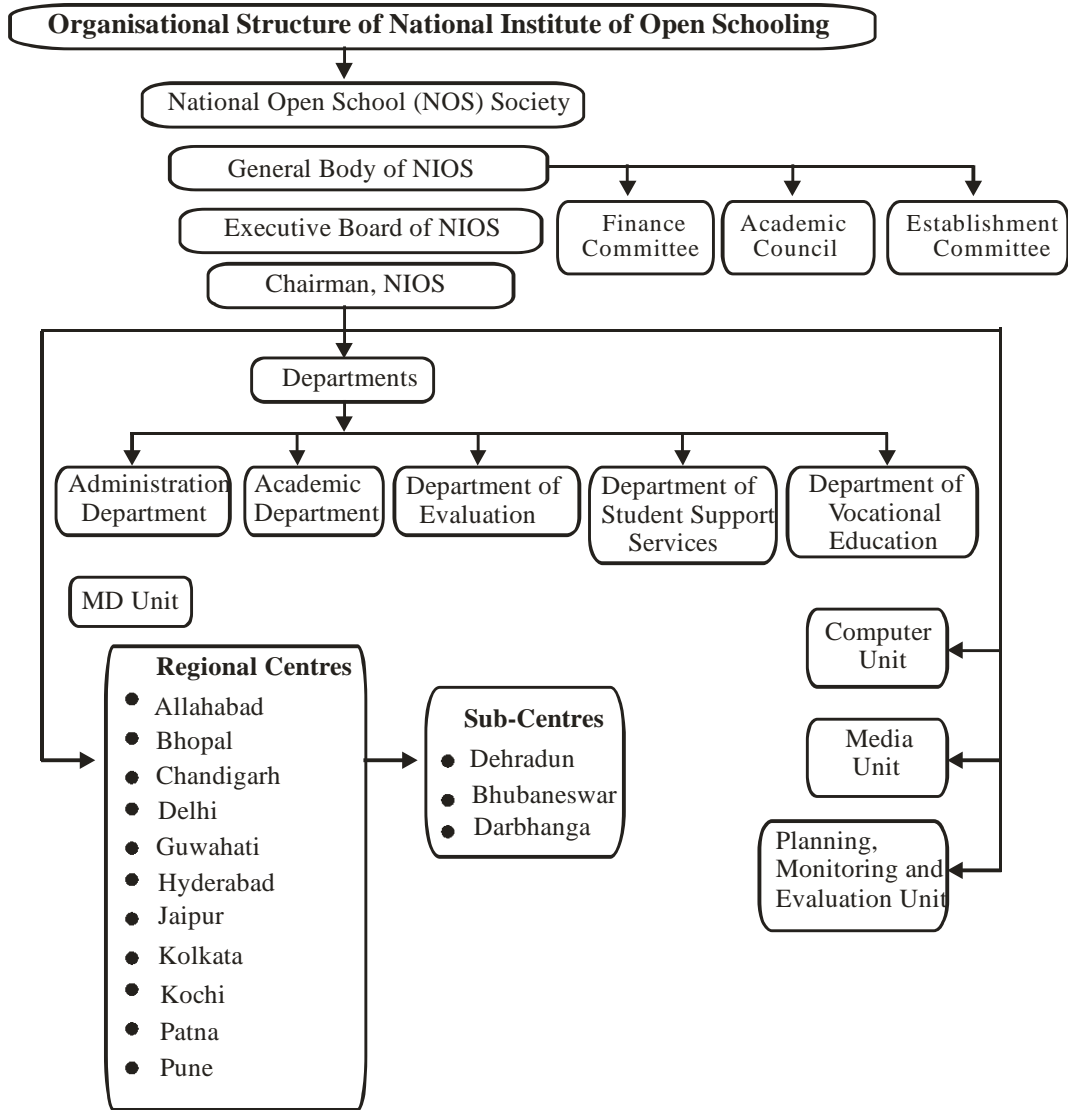 Organisational Structure of National Institute of Open Schooling
National Open School (NOS) Society
General Body of NIOS
Finance
Committee
Academic
Council
Establishment
Committee
Executive Board of NIOS
Chairman, NIOS
Departments
Administration
Department
Academic
Department
Department of
Evaluation
Department of
Student Support
Services
Department of
Vocational
Education
MD Unit
Computer
Unit
Media
Unit
Planning,
Monitoring and
Evaluation Unit
Regional Centres
● Allahabad
● Bhopal
● Chandigarh
● Delhi
● Guwahati
● Hyderabad
● Jaipur
● Kolkata
● Kochi
● Patna
● Pune
Sub-Centres
● Dehradun
● Bhubaneswar
● Darbhanga